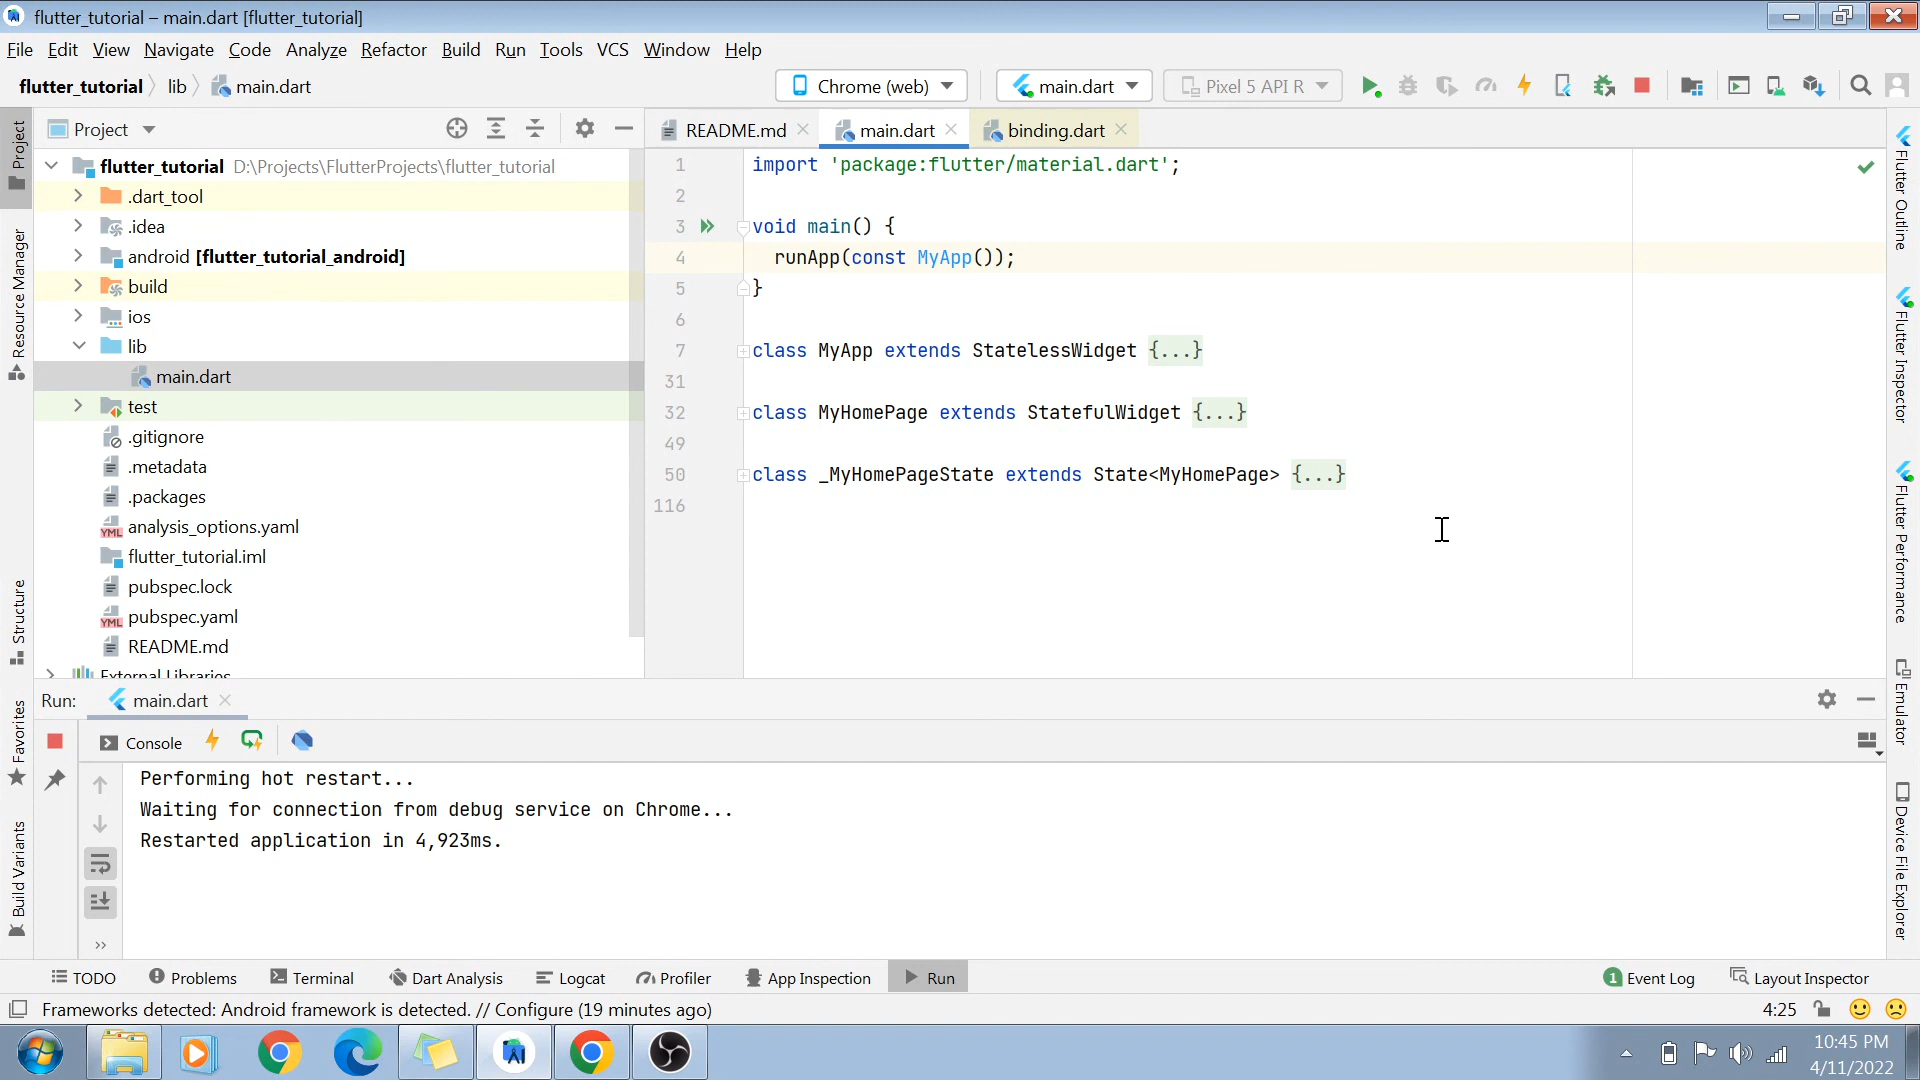 flutter_tutorial – main.dart [flutter_tutorial]
File Edit View Navigate Code Analyze Refactor Build Run Tools VCS Window Help
flutter_tutorial lib main.dart Chrome (web) main.dart Pixel 5 API R
Project
README.md main.dart binding.dart
flutter_tutorial D:\Projects\FlutterProjects\flutter_tutorial
.dart_tool
.idea
android [flutter_tutorial_android]
build
ios
lib
main.dart
test
.gitignore
.metadata
.packages
analysis_options.yaml
flutter_tutorial.iml
pubspec.lock
pubspec.yaml
README.md
External Libraries
1 import 'package:flutter/material.dart';
2
3 void main() {
4 runApp(const MyApp());
5 }
6
7 class MyApp extends StatelessWidget {...}
31
32 class MyHomePage extends StatefulWidget {...}
49
50 class _MyHomePageState extends State<MyHomePage> {...}
116
Project
Resource Manager
Structure
Favorites
Build Variants
Flutter Outline
Flutter Inspector
Flutter Performance
Emulator
Device File Explorer
Run: main.dart
Console
Performing hot restart...
Waiting for connection from debug service on Chrome...
Restarted application in 4,923ms.
TODO Problems Terminal Dart Analysis Logcat Profiler App Inspection Run 1 Event Log Layout Inspector
Frameworks detected: Android framework is detected. // Configure (19 minutes ago) 4:25
10:45 PM
4/11/2022